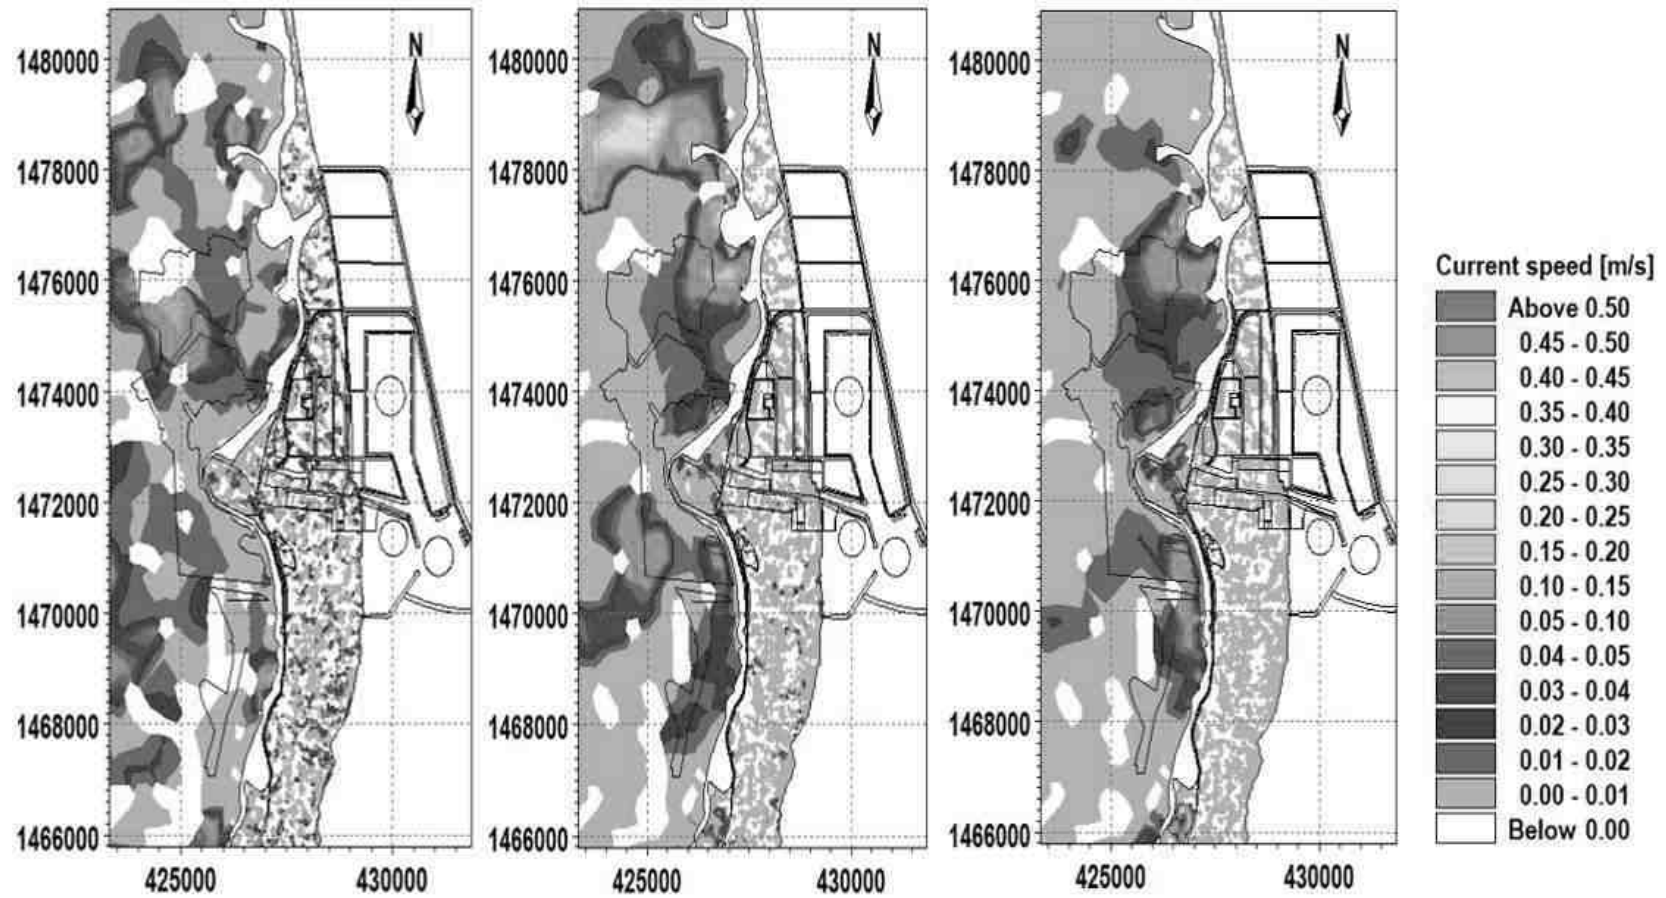 N
1480000
1478000
1476000
1474000
1472000
1470000
1468000
1466000
425000 430000
N
1480000
1478000
1476000
1474000
1472000
1470000
1468000
1466000
425000 430000
N
1480000
1478000
1476000
1474000
1472000
1470000
1468000
1466000
425000 430000
Current speed [m/s]
Above 0.50
0.45 - 0.50
0.40 - 0.45
0.35 - 0.40
0.30 - 0.35
0.25 - 0.30
0.20 - 0.25
0.15 - 0.20
0.10 - 0.15
0.05 - 0.10
0.04 - 0.05
0.03 - 0.04
0.02 - 0.03
0.01 - 0.02
0.00 - 0.01
Below 0.00